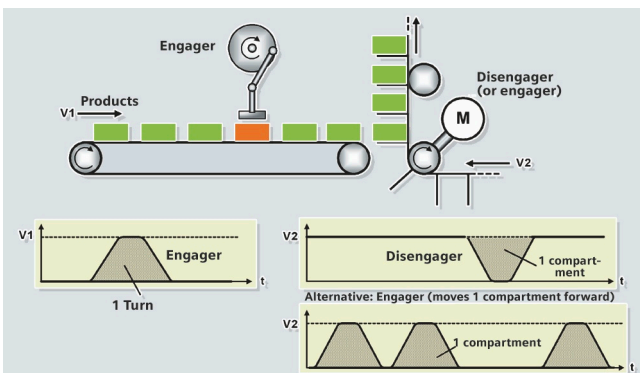 Engager
Products
V1
Disengager
(or engager)
M
V2
V1
Engager
t
1 Turn
V2
Disengager
1 compart-
ment
t
Alternative: Engager (moves 1 compartment forward)
V2
1 compartment
t